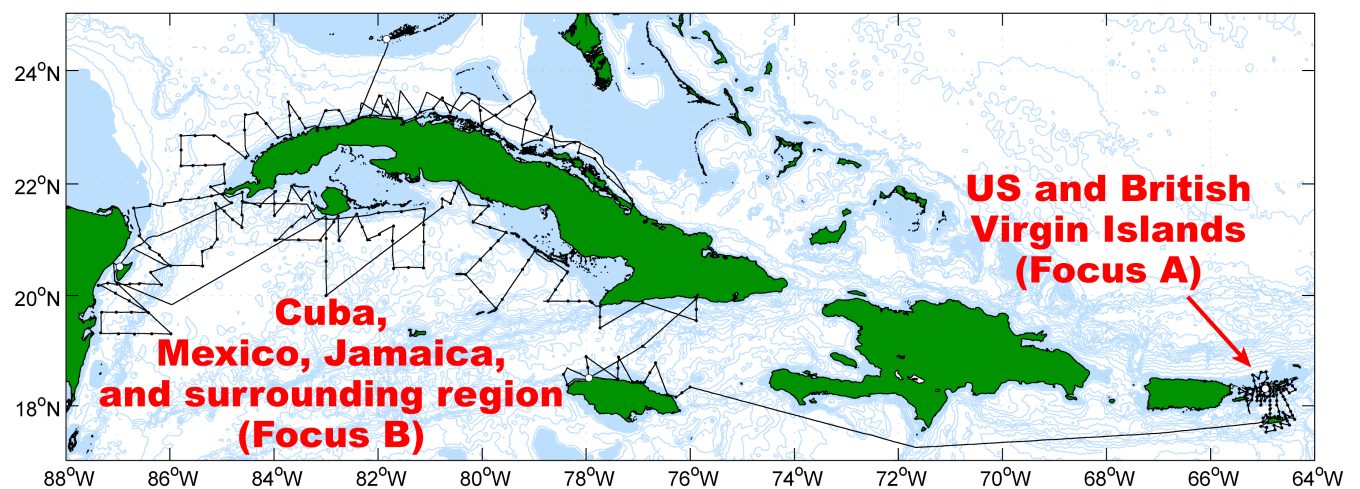 24°N
22°N
20°N
18°N
US and British
Virgin Islands
(Focus A)
Cuba,
Mexico, Jamaica,
and surrounding region
(Focus B)
88°W 86°W 84°W 82°W 80°W 78°W 76°W 74°W 72°W 70°W 68°W 66°W 64°W